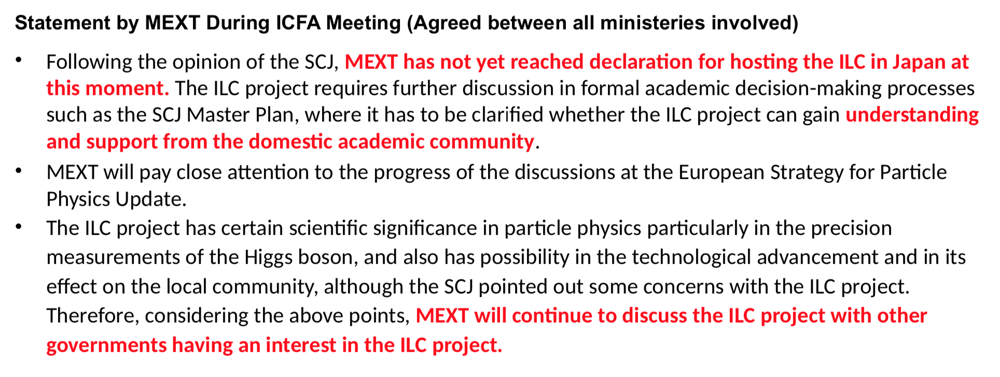 Statement by MEXT During ICFA Meeting (Agreed between all ministeries involved)
• Following the opinion of the SCJ, MEXT has not yet reached declaration for hosting the ILC in Japan at
this moment. The ILC project requires further discussion in formal academic decision-making processes
such as the SCJ Master Plan, where it has to be clarified whether the ILC project can gain understanding
and support from the domestic academic community.
• MEXT will pay close attention to the progress of the discussions at the European Strategy for Particle
Physics Update.
• The ILC project has certain scientific significance in particle physics particularly in the precision
measurements of the Higgs boson, and also has possibility in the technological advancement and in its
effect on the local community, although the SCJ pointed out some concerns with the ILC project.
Therefore, considering the above points, MEXT will continue to discuss the ILC project with other
governments having an interest in the ILC project.